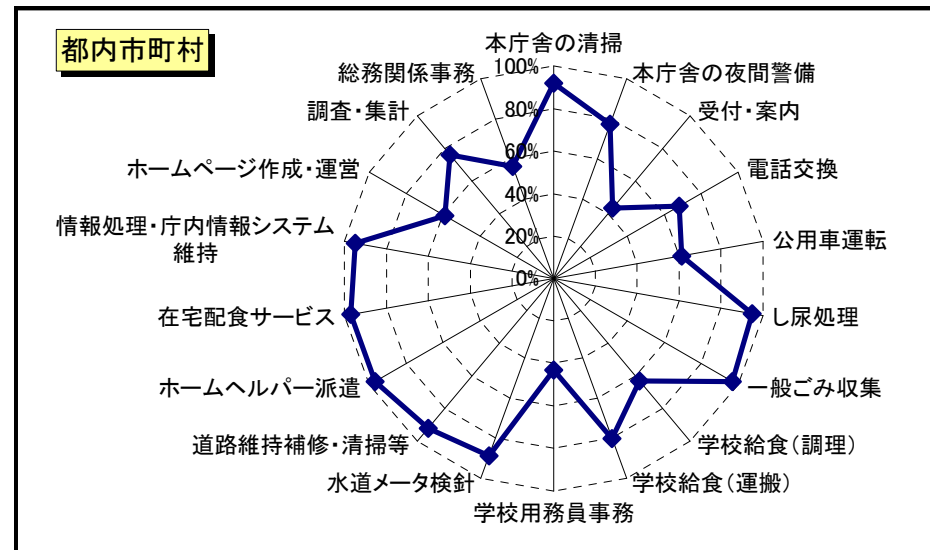 都内市町村
本庁舎の清掃
本庁舎の夜間警備
受付・案内
電話交換
公用車運転
し尿処理
一般ごみ収集
学校給食(調理)
学校給食(運搬)
学校用務員事務
水道メータ検針
道路維持補修・清掃等
ホームヘルパー派遣
在宅配食サービス
情報処理・庁内情報システム
維持
ホームページ作成・運営
調査・集計
総務関係事務
100%
80%
60%
40%
20%
0%